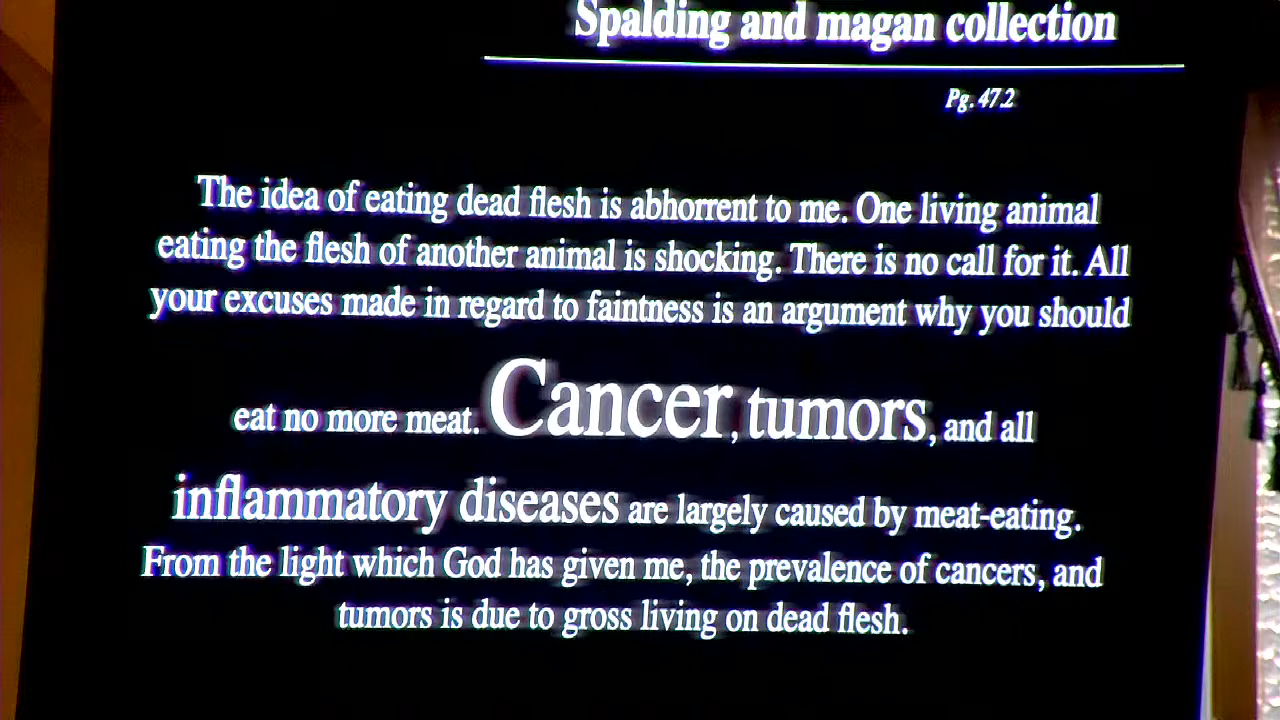 Spalding and magan collection
Pg. 47.2
The idea of eating dead flesh is abhorrent to me. One living animal
eating the flesh of another animal is shocking. There is no call for it. All
your excuses made in regard to faintness is an argument why you should
eat no more meat. Cancer, tumors, and all
inflammatory diseases are largely caused by meat-eating.
From the light which God has given me, the prevalence of cancers, and
tumors is due to gross living on dead flesh.